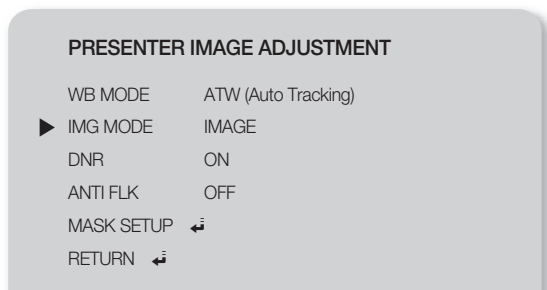 PRESENTER IMAGE ADJUSTMENT
WB MODE ATW (Auto Tracking)
▶ IMG MODE IMAGE
DNR ON
ANTI FLK OFF
MASK SETUP ↵
RETURN ↵